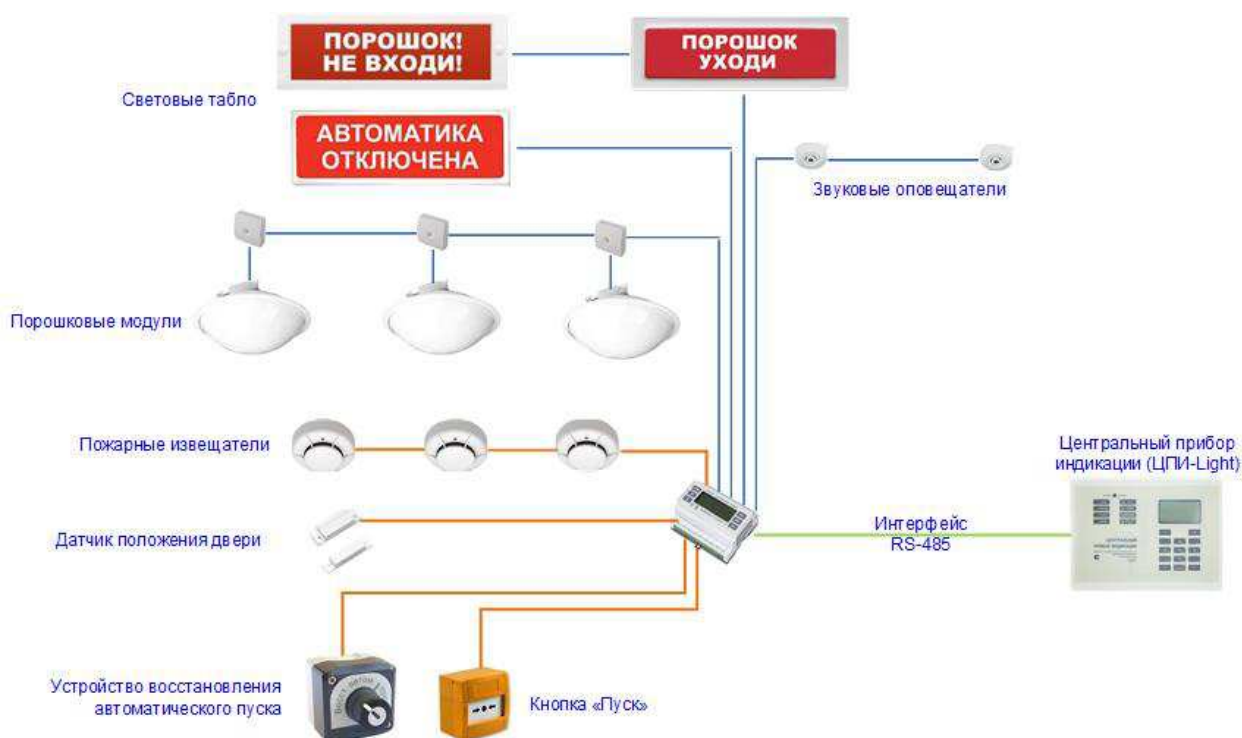 ПОРОШОК!
НЕ ВХОДИ!
ПОРОШОК
УХОДИ
Световые табло
АВТОМАТИКА
ОТКЛЮЧЕНА
Звуковые оповещатели
Порошковые модули
Пожарные извещатели
Центральный прибор
индикации (ЦПИ-Light)
Датчик положения двери
Интерфейс
RS-485
Устройство восстановления
автоматического пуска
Кнопка «Пуск»